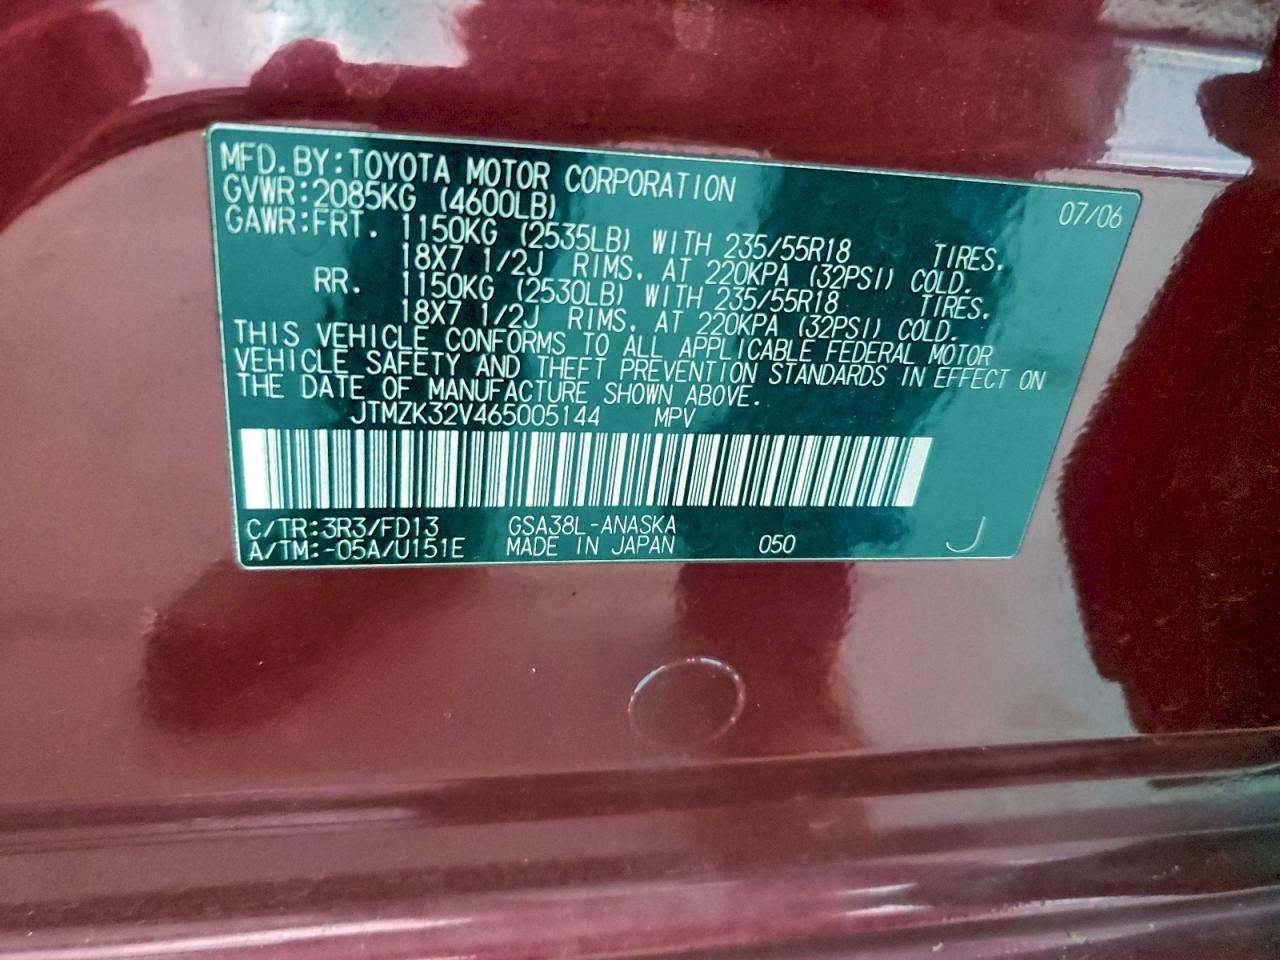 MFD.BY:TOYOTA MOTOR CORPORATION 07/06
GVWR:2085KG (4600LB)
GAWR:FRT. 1150KG (2535LB) WITH 235/55R18 TIRES,
18X7 1/2J RIMS, AT 220KPA (32PSI) COLD.
RR. 1150KG (2530LB) WITH 235/55R18 TIRES,
18X7 1/2J RIMS, AT 220KPA (32PSI) COLD.
THIS VEHICLE CONFORMS TO ALL APPLICABLE FEDERAL MOTOR
VEHICLE SAFETY AND THEFT PREVENTION STANDARDS IN EFFECT ON
THE DATE OF MANUFACTURE SHOWN ABOVE.
JTMZK32V465005144 MPV
C/TR:3R3/FD13 GSA38L-ANASKA
A/TM:-05A/U151E MADE IN JAPAN 050 J